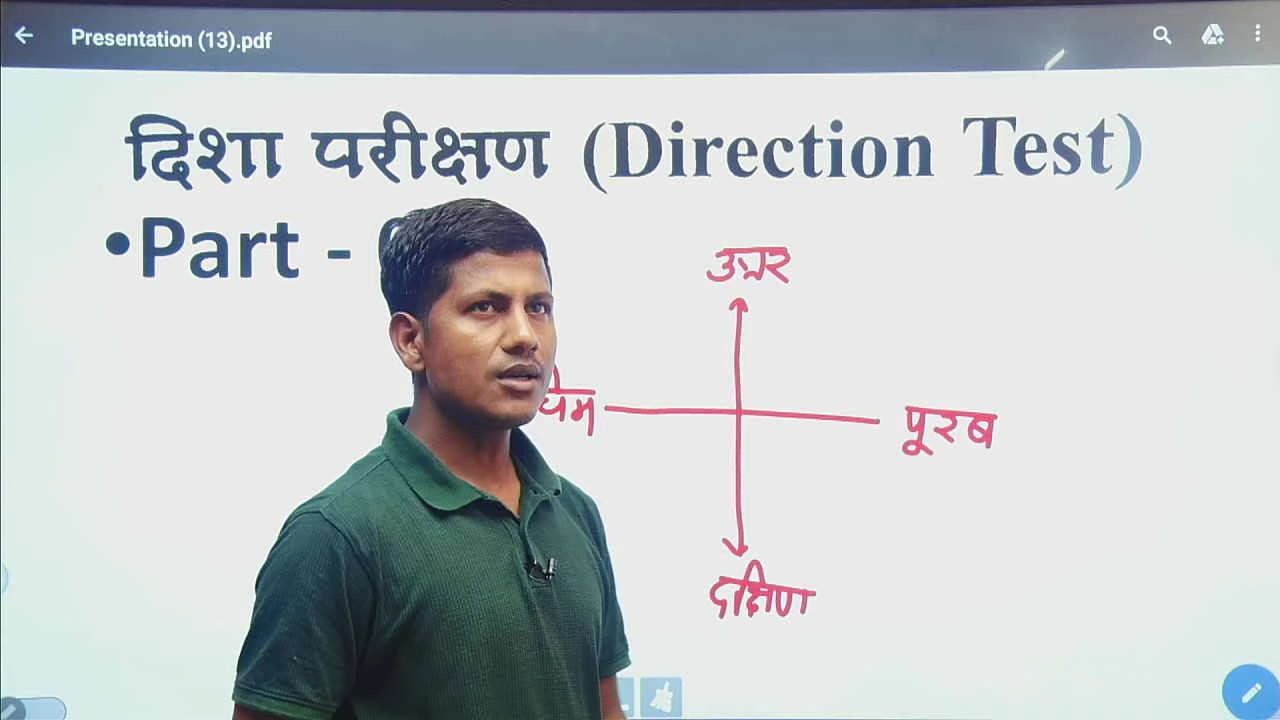 Presentation (13).pdf
दिशा परीक्षण (Direction Test)
•Part -
उत्तर
पूरब
दक्षिण